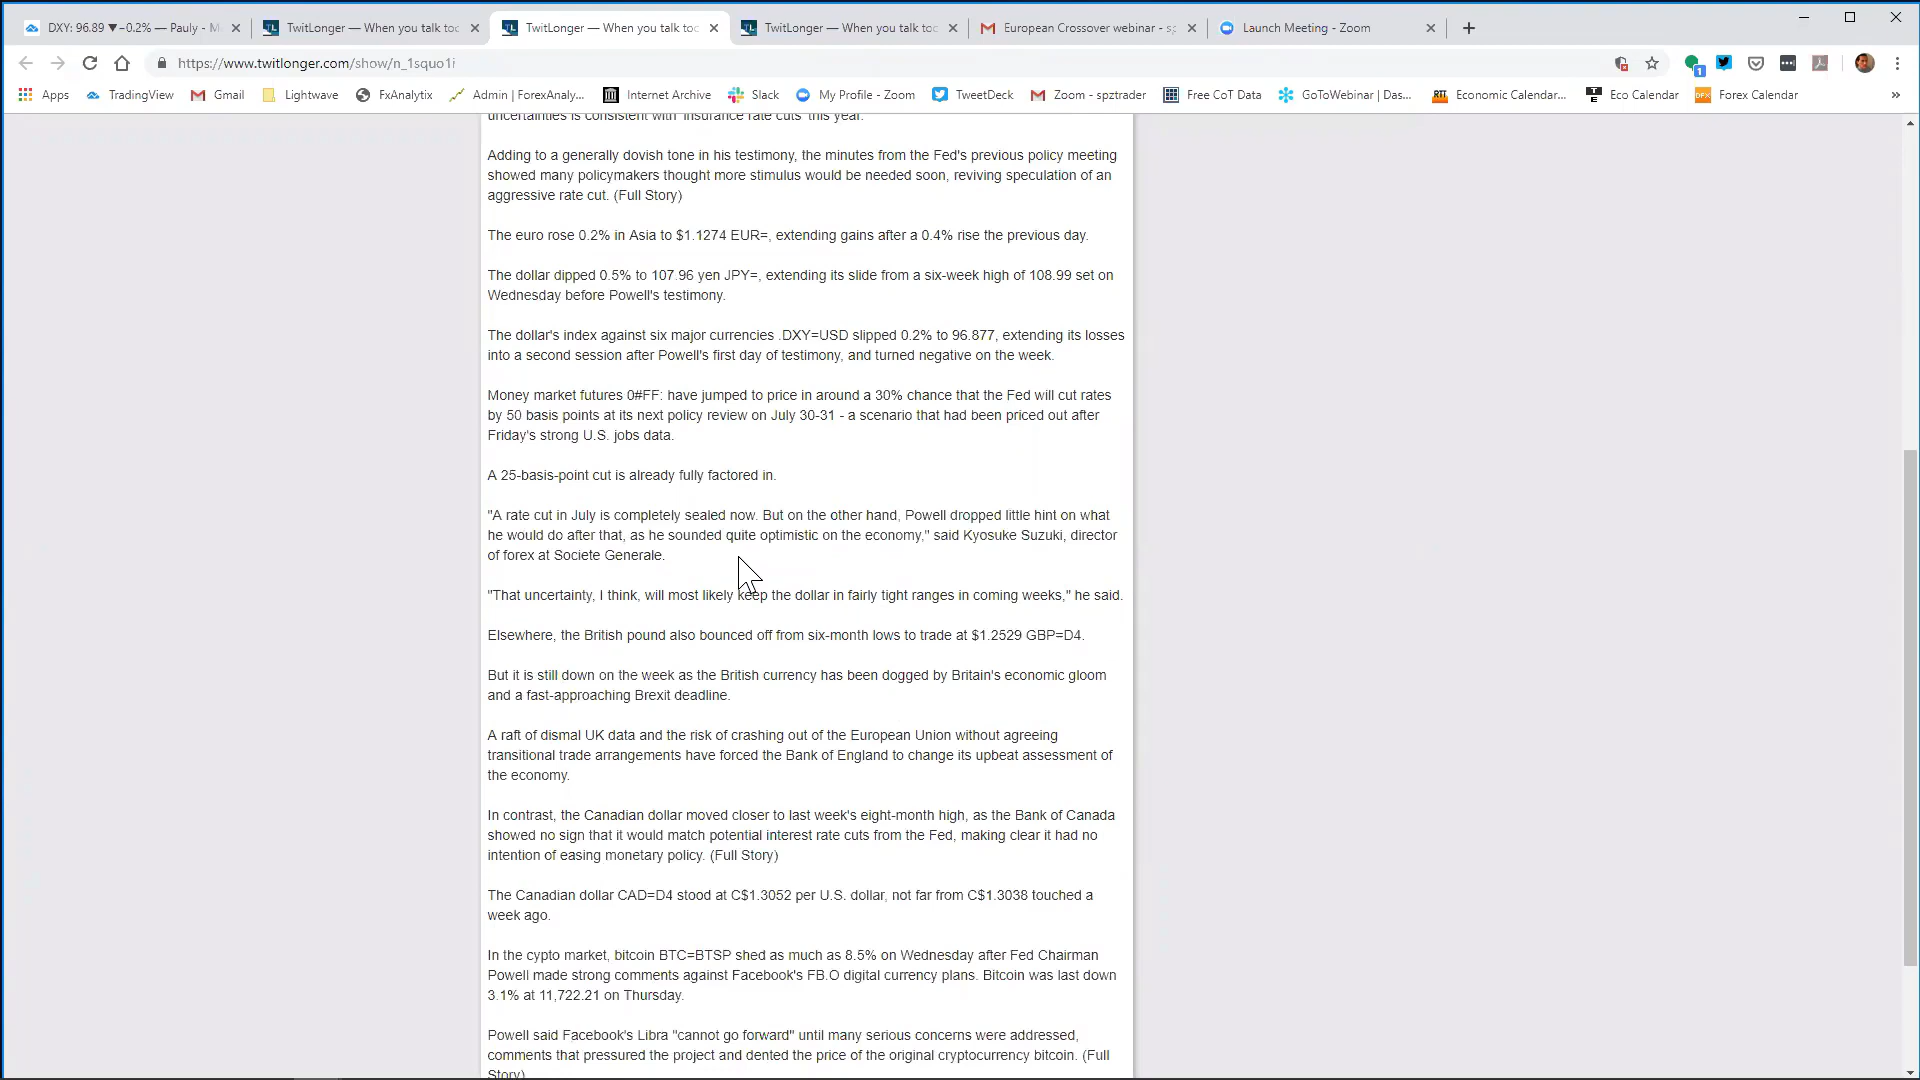 DXY: 96.89 ▼−0.2% — Pauly - M
TwitLonger — When you talk too
TwitLonger — When you talk too
TwitLonger — When you talk too
European Crossover webinar - sp
Launch Meeting - Zoom
https://www.twitlonger.com/show/n_1squo1i
1
Apps
TradingView
Gmail
Lightwave
FxAnalytix
Admin | ForexAnaly...
Internet Archive
Slack
My Profile - Zoom
TweetDeck
Zoom - spztrader
Free CoT Data
GoToWebinar | Das...
Economic Calendar...
Eco Calendar
Forex Calendar
»
uncertainties is consistent with 'insurance rate cuts' this year.
Adding to a generally dovish tone in his testimony, the minutes from the Fed's previous policy meeting
showed many policymakers thought more stimulus would be needed soon, reviving speculation of an
aggressive rate cut. (Full Story)
The euro rose 0.2% in Asia to $1.1274 EUR=, extending gains after a 0.4% rise the previous day.
The dollar dipped 0.5% to 107.96 yen JPY=, extending its slide from a six-week high of 108.99 set on
Wednesday before Powell's testimony.
The dollar's index against six major currencies .DXY=USD slipped 0.2% to 96.877, extending its losses
into a second session after Powell's first day of testimony, and turned negative on the week.
Money market futures 0#FF: have jumped to price in around a 30% chance that the Fed will cut rates
by 50 basis points at its next policy review on July 30-31 - a scenario that had been priced out after
Friday's strong U.S. jobs data.
A 25-basis-point cut is already fully factored in.
"A rate cut in July is completely sealed now. But on the other hand, Powell dropped little hint on what
he would do after that, as he sounded quite optimistic on the economy," said Kyosuke Suzuki, director
of forex at Societe Generale.
"That uncertainty, I think, will most likely keep the dollar in fairly tight ranges in coming weeks," he said.
Elsewhere, the British pound also bounced off from six-month lows to trade at $1.2529 GBP=D4.
But it is still down on the week as the British currency has been dogged by Britain's economic gloom
and a fast-approaching Brexit deadline.
A raft of dismal UK data and the risk of crashing out of the European Union without agreeing
transitional trade arrangements have forced the Bank of England to change its upbeat assessment of
the economy.
In contrast, the Canadian dollar moved closer to last week's eight-month high, as the Bank of Canada
showed no sign that it would match potential interest rate cuts from the Fed, making clear it had no
intention of easing monetary policy. (Full Story)
The Canadian dollar CAD=D4 stood at C$1.3052 per U.S. dollar, not far from C$1.3038 touched a
week ago.
In the cypto market, bitcoin BTC=BTSP shed as much as 8.5% on Wednesday after Fed Chairman
Powell made strong comments against Facebook's FB.O digital currency plans. Bitcoin was last down
3.1% at 11,722.21 on Thursday.
Powell said Facebook's Libra "cannot go forward" until many serious concerns were addressed,
comments that pressured the project and dented the price of the original cryptocurrency bitcoin. (Full
Story)